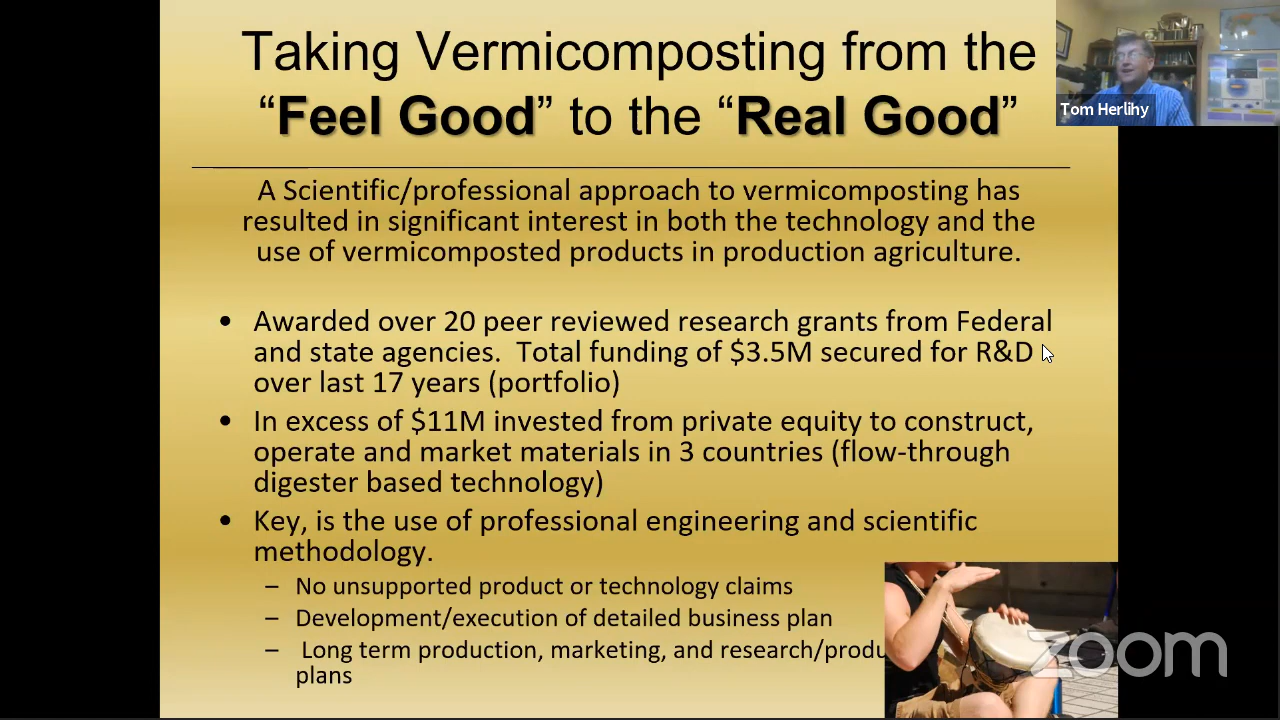 Taking Vermicomposting from the
“Feel Good” to the “Real Good”
Tom Herlihy
A Scientific/professional approach to vermicomposting has
resulted in significant interest in both the technology and the
use of vermicomposted products in production agriculture.
• Awarded over 20 peer reviewed research grants from Federal
and state agencies. Total funding of $3.5M secured for R&D
over last 17 years (portfolio)
• In excess of $11M invested from private equity to construct,
operate and market materials in 3 countries (flow-through
digester based technology)
• Key, is the use of professional engineering and scientific
methodology.
– No unsupported product or technology claims
– Development/execution of detailed business plan
– Long term production, marketing, and research/produ
plans
zoom